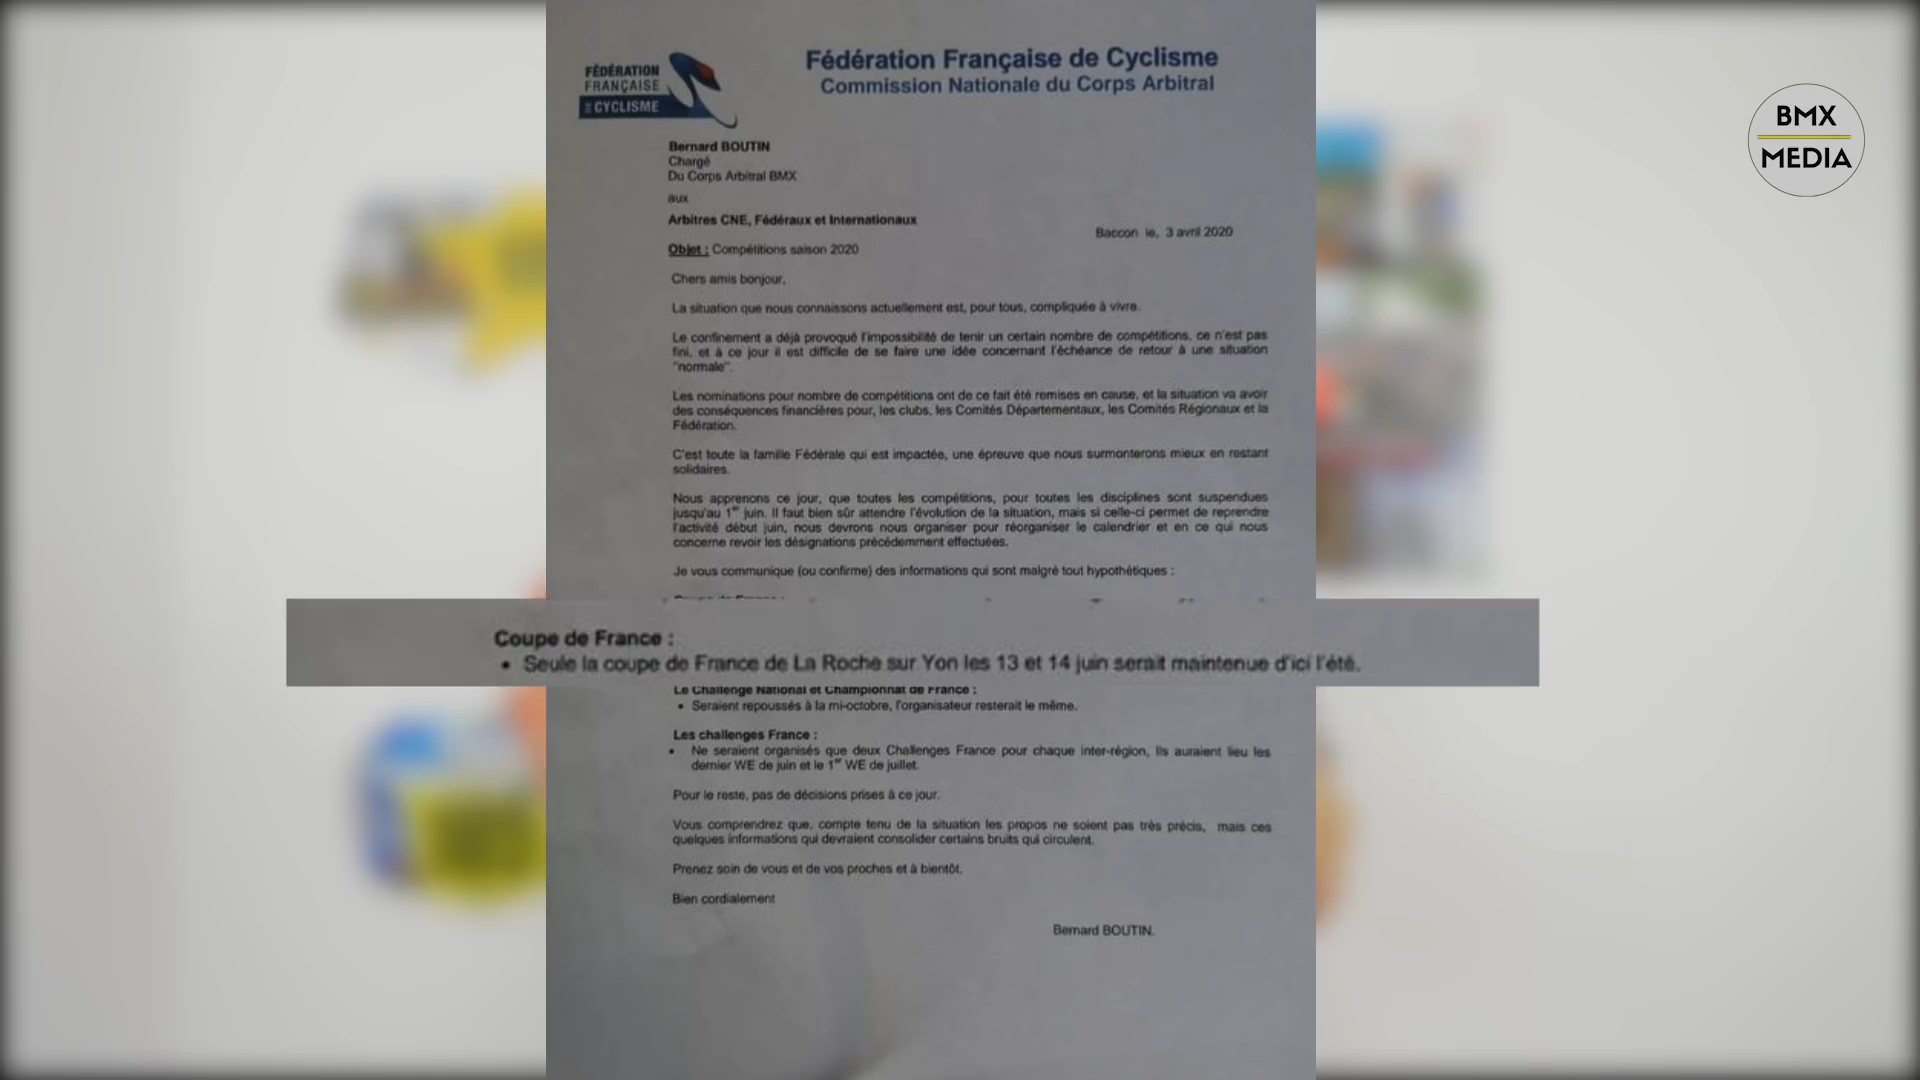 FÉDÉRATION
FRANÇAISE
DE CYCLISME
Fédération Française de Cyclisme
Commission Nationale du Corps Arbitral
BMX
MEDIA
Bernard BOUTIN
Chargé
Du Corps Arbitral BMX
aux
Arbitres CNE, Fédéraux et Internationaux
Baccon le, 3 avril 2020
Objet : Compétitions saison 2020
Chers amis bonjour,
La situation que nous connaissons actuellement est, pour tous, compliquée à vivre.
Le confinement a déjà provoqué l'impossibilité de tenir un certain nombre de compétitions, ce n'est pas
fini, et à ce jour il est difficile de se faire une idée concernant l'échéance de retour à une situation
"normale".
Les nominations pour nombre de compétitions ont de ce fait été remises en cause, et la situation va avoir
des conséquences financières pour, les clubs, les Comités Départementaux, les Comités Régionaux et la
Fédération.
C'est toute la famille Fédérale qui est impactée, une épreuve que nous surmonterons mieux en restant
solidaires.
Nous apprenons ce jour, que toutes les compétitions, pour toutes les disciplines sont suspendues
jusqu'au 1er juin. Il faut bien sûr attendre l'évolution de la situation, mais si celle-ci permet de reprendre
l'activité début juin, nous devrons nous organiser pour réorganiser le calendrier et en ce qui nous
concerne revoir les désignations précédemment effectuées.
Je vous communique (ou confirme) des informations qui sont malgré tout hypothétiques :
Coupe de France :
• Seule la coupe de France de La Roche sur Yon les 13 et 14 juin serait maintenue d'ici l'été.
Le Challenge National et Championnat de France :
• Seraient repoussés à la mi-octobre, l'organisateur resterait le même.
Les challenges France :
• Ne seraient organisés que deux Challenges France pour chaque inter-région, Ils auraient lieu les
dernier WE de juin et le 1er WE de juillet.
Pour le reste, pas de décisions prises à ce jour.
Vous comprendrez que, compte tenu de la situation les propos ne soient pas très précis, mais ces
quelques informations qui devraient consolider certains bruits qui circulent.
Prenez soin de vous et de vos proches et à bientôt.
Bien cordialement
Bernard BOUTIN.